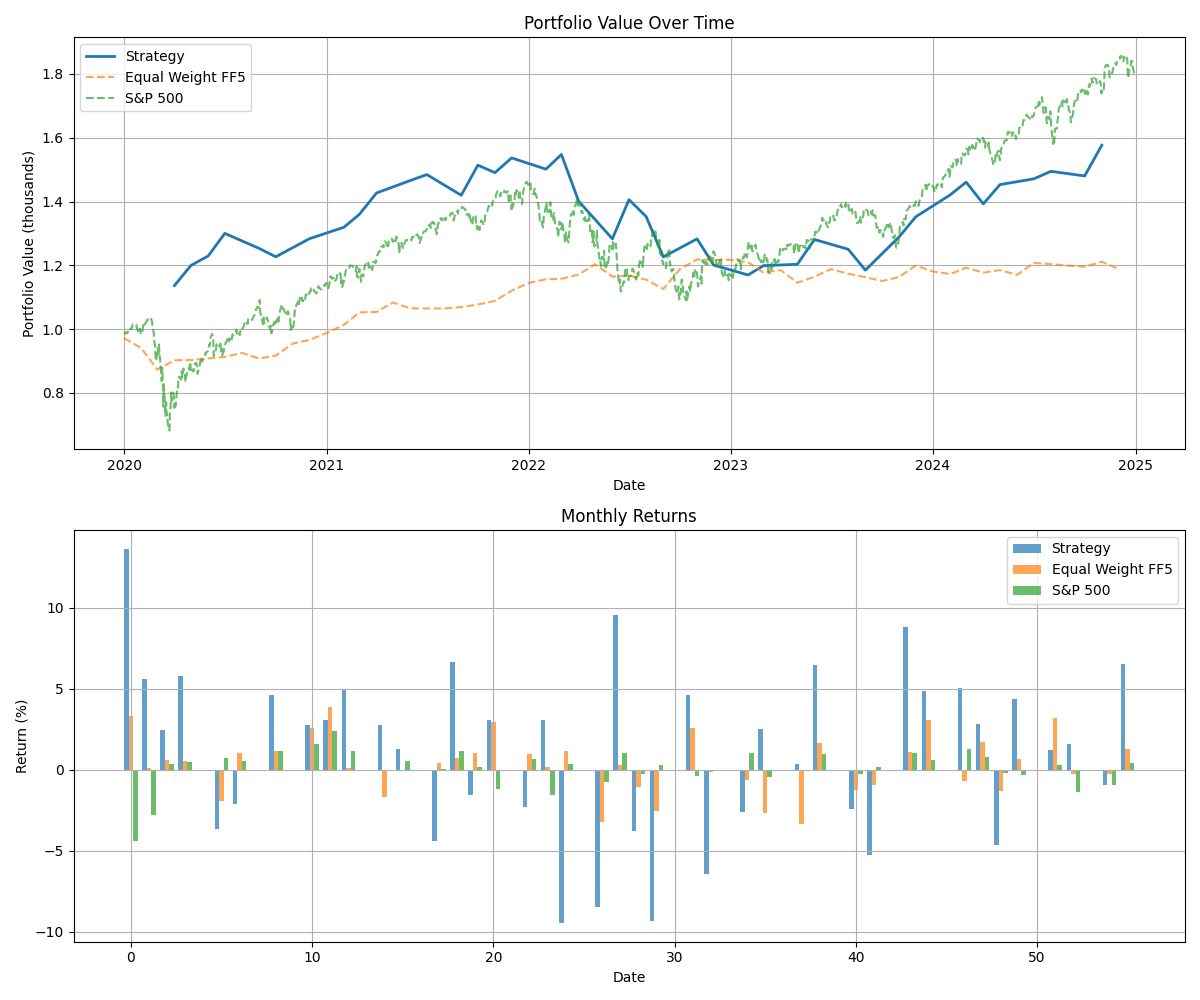 Portfolio Value Over Time
Strategy
Equal Weight FF5
S&P 500
Portfolio Value (thousands)
1.8
1.6
1.4
1.2
1.0
0.8
2020 2021 2022 2023 2024 2025
Date
Monthly Returns
Strategy
Equal Weight FF5
S&P 500
Return (%)
10
5
0
−5
−10
0 10 20 30 40 50
Date